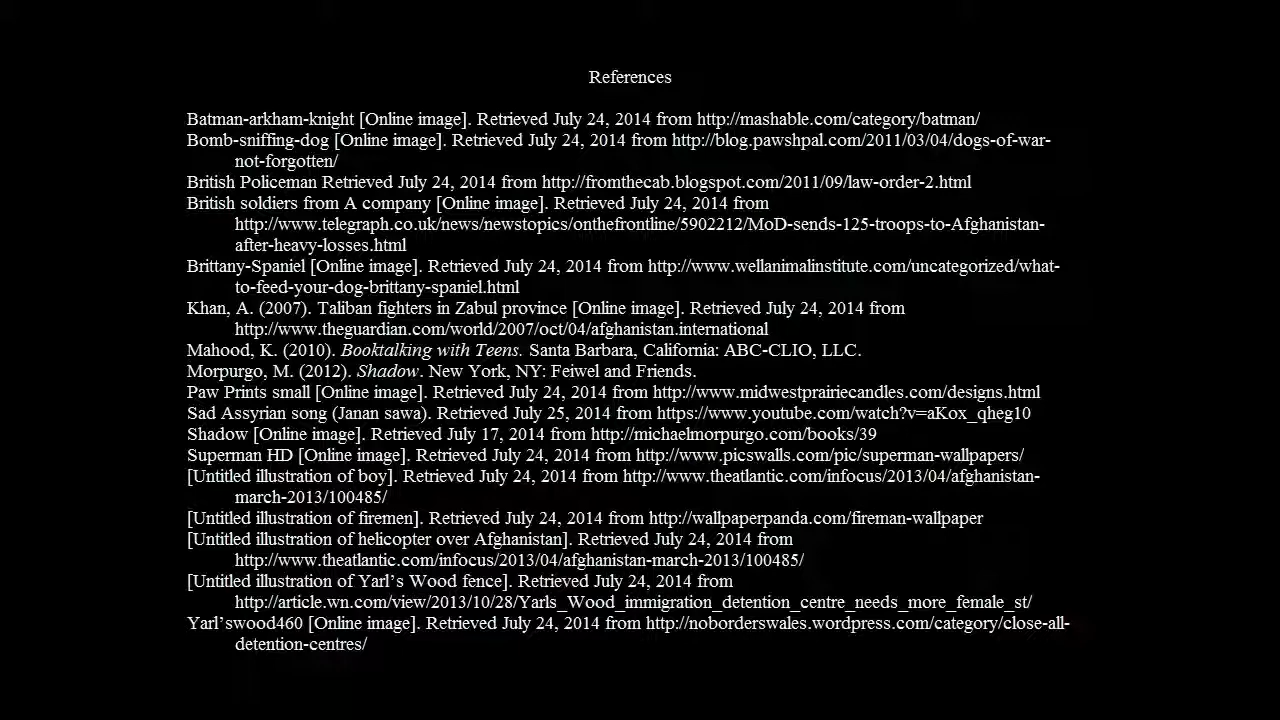 References
Batman-arkham-knight [Online image]. Retrieved July 24, 2014 from http://mashable.com/category/batman/
Bomb-sniffing-dog [Online image]. Retrieved July 24, 2014 from http://blog.pawshpal.com/2011/03/04/dogs-of-war-
not-forgotten/
British Policeman Retrieved July 24, 2014 from http://fromthecab.blogspot.com/2011/09/law-order-2.html
British soldiers from A company [Online image]. Retrieved July 24, 2014 from
http://www.telegraph.co.uk/news/newstopics/onthefrontline/5902212/MoD-sends-125-troops-to-Afghanistan-
after-heavy-losses.html
Brittany-Spaniel [Online image]. Retrieved July 24, 2014 from http://www.wellanimalinstitute.com/uncategorized/what-
to-feed-your-dog-brittany-spaniel.html
Khan, A. (2007). Taliban fighters in Zabul province [Online image]. Retrieved July 24, 2014 from
http://www.theguardian.com/world/2007/oct/04/afghanistan.international
Mahood, K. (2010). Booktalking with Teens. Santa Barbara, California: ABC-CLIO, LLC.
Morpurgo, M. (2012). Shadow. New York, NY: Feiwel and Friends.
Paw Prints small [Online image]. Retrieved July 24, 2014 from http://www.midwestprairiecandles.com/designs.html
Sad Assyrian song (Janan sawa). Retrieved July 25, 2014 from https://www.youtube.com/watch?v=aKox_qheg10
Shadow [Online image]. Retrieved July 17, 2014 from http://michaelmorpurgo.com/books/39
Superman HD [Online image]. Retrieved July 24, 2014 from http://www.picswalls.com/pic/superman-wallpapers/
[Untitled illustration of boy]. Retrieved July 24, 2014 from http://www.theatlantic.com/infocus/2013/04/afghanistan-
march-2013/100485/
[Untitled illustration of firemen]. Retrieved July 24, 2014 from http://wallpaperpanda.com/fireman-wallpaper
[Untitled illustration of helicopter over Afghanistan]. Retrieved July 24, 2014 from
http://www.theatlantic.com/infocus/2013/04/afghanistan-march-2013/100485/
[Untitled illustration of Yarl's Wood fence]. Retrieved July 24, 2014 from
http://article.wn.com/view/2013/10/28/Yarls_Wood_immigration_detention_centre_needs_more_female_st/
Yarl'swood460 [Online image]. Retrieved July 24, 2014 from http://noborderswales.wordpress.com/category/close-all-
detention-centres/